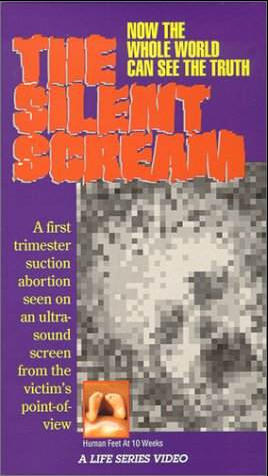 NOW THE
WHOLE WORLD
CAN SEE THE TRUTH
THE
SILENT
SCREAM
A first
trimester
suction
abortion
seen on
an ultra-
sound
screen
from the
victim's
point-of-
view
Human Feet At 10 Weeks
A LIFE SERIES VIDEO